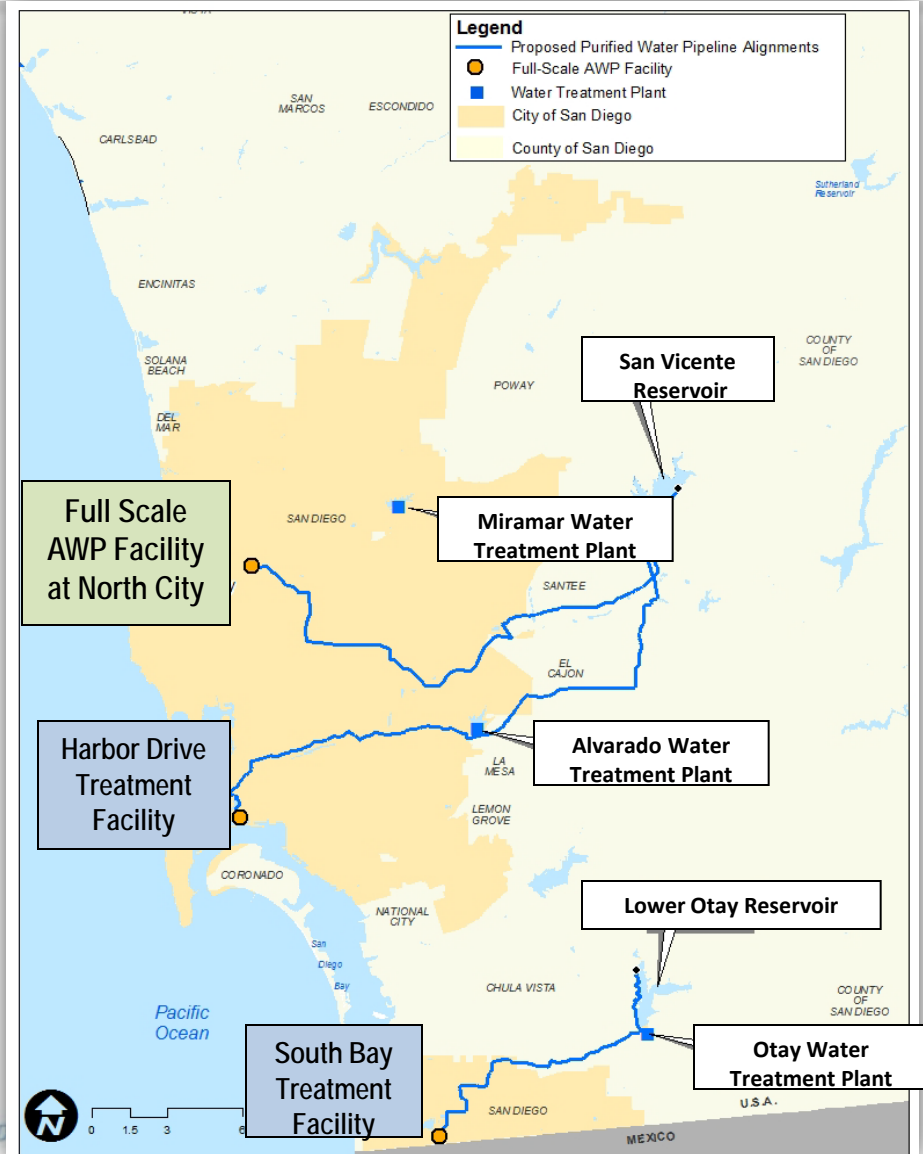 Legend
Proposed Purified Water Pipeline Alignments
Full-Scale AWP Facility
Water Treatment Plant
City of San Diego
County of San Diego
SAN
MARCOS
ESCONDIDO
CARLSBAD
Sutherland
Reservoir
ENCINITAS
SOLANA
BEACH
DEL
MAR
POWAY
COUNTY
OF
SAN DIEGO
San Vicente
Reservoir
Full Scale
AWP Facility
at North City
SAN DIEGO
Miramar Water
Treatment Plant
SANTEE
EL
CAJON
Harbor Drive
Treatment
Facility
Alvarado Water
Treatment Plant
LA
MESA
LEMON
GROVE
CORONADO
NATIONAL
CITY
San
Diego
Bay
Lower Otay Reservoir
CHULA VISTA
COUNTY
OF
SAN DIEGO
Pacific
Ocean
South Bay
Treatment
Facility
Otay Water
Treatment Plant
SAN DIEGO
U.S.A.
MEXICO
N
0 1.5 3 6